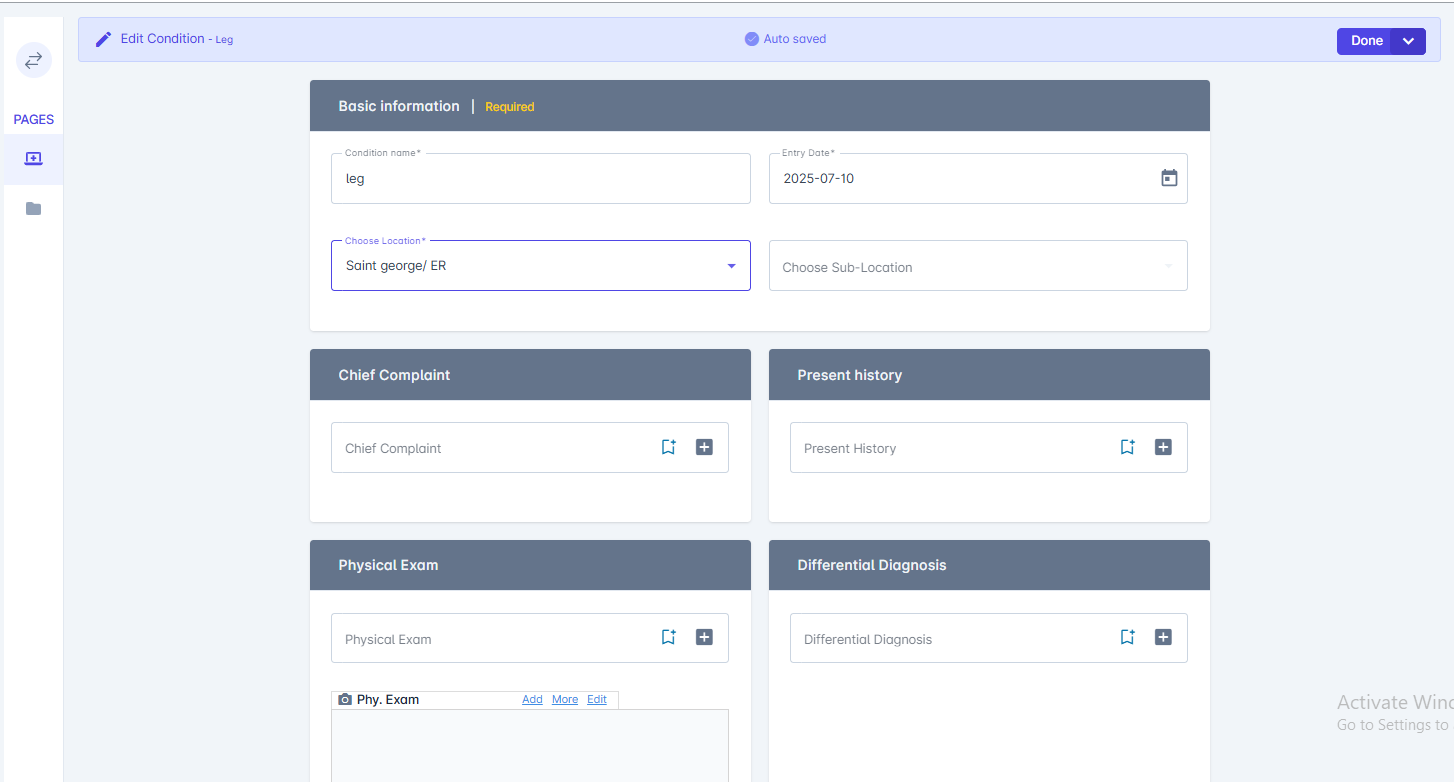 Edit Condition - Leg
Auto saved
Done
PAGES
Basic information | Required
Condition name*
leg
Entry Date*
2025-07-10
Choose Location*
Saint george/ ER
Choose Sub-Location
Chief Complaint
Present history
Chief Complaint
Present History
Physical Exam
Differential Diagnosis
Physical Exam
Differential Diagnosis
Phy. Exam
Add More Edit
Activate Winc
Go to Settings to